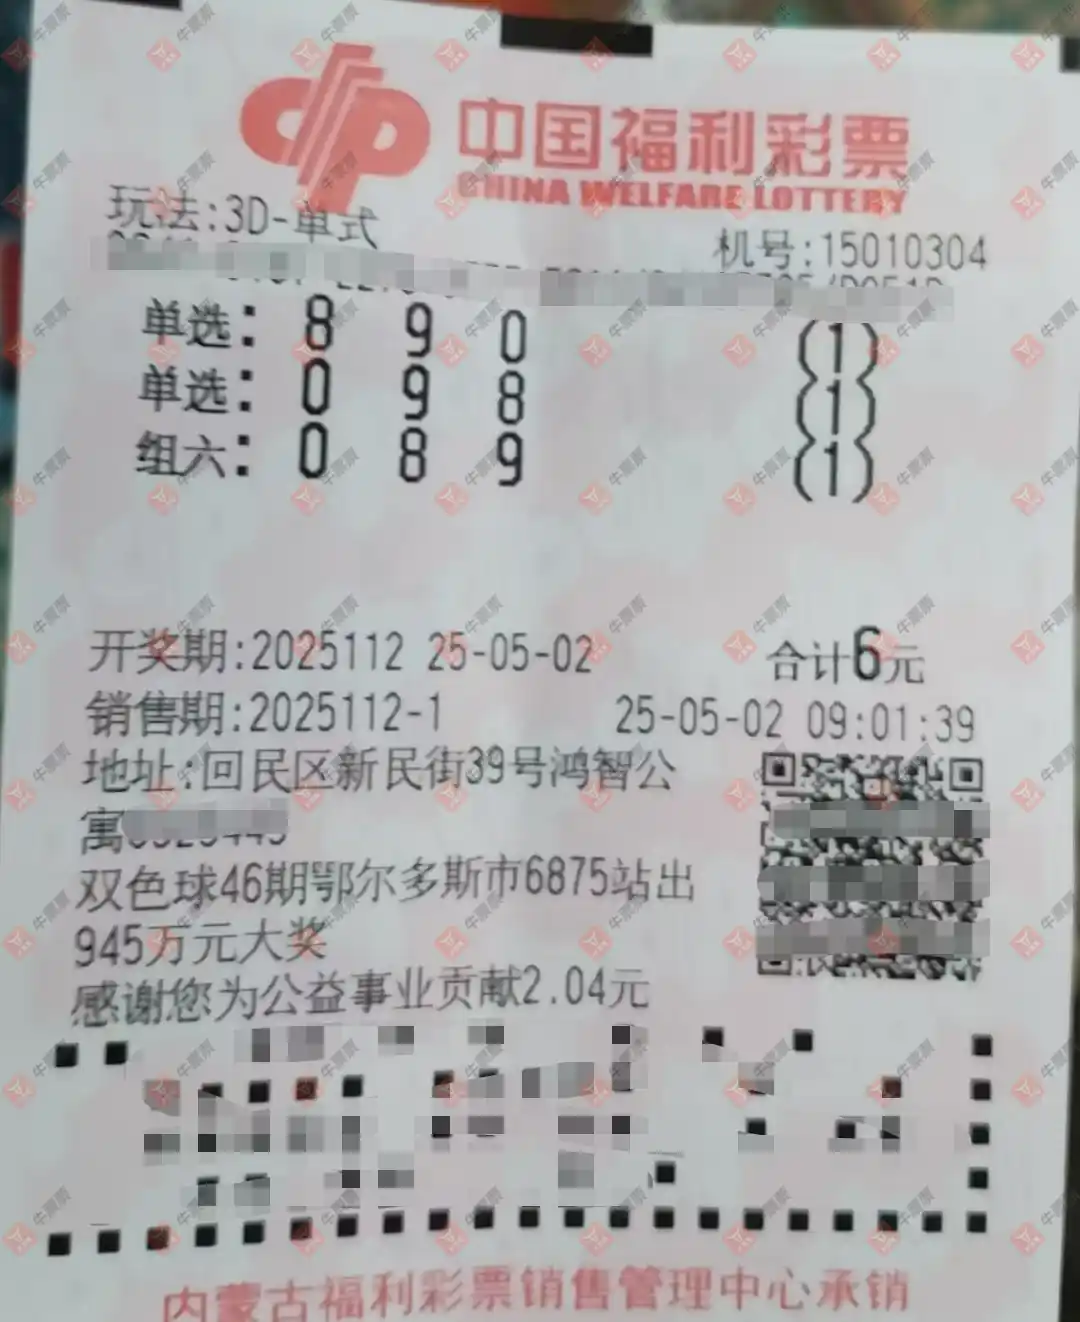 中国福利彩票
CHINA WELFARE LOTTERY
玩法:3D-单式
机号:15010304
单选: 8 9 0 (1)
单选: 0 9 8 (1)
组六: 0 8 9 (1)
开奖期:2025112 25-05-02 合计6元
销售期:2025112-1 25-05-02 09:01:39
地址:回民区新民街39号鸿智公
寓
双色球46期鄂尔多斯市6875站出
945万元大奖
感谢您为公益事业贡献2.04元
内蒙古福利彩票销售管理中心承销
牛票票